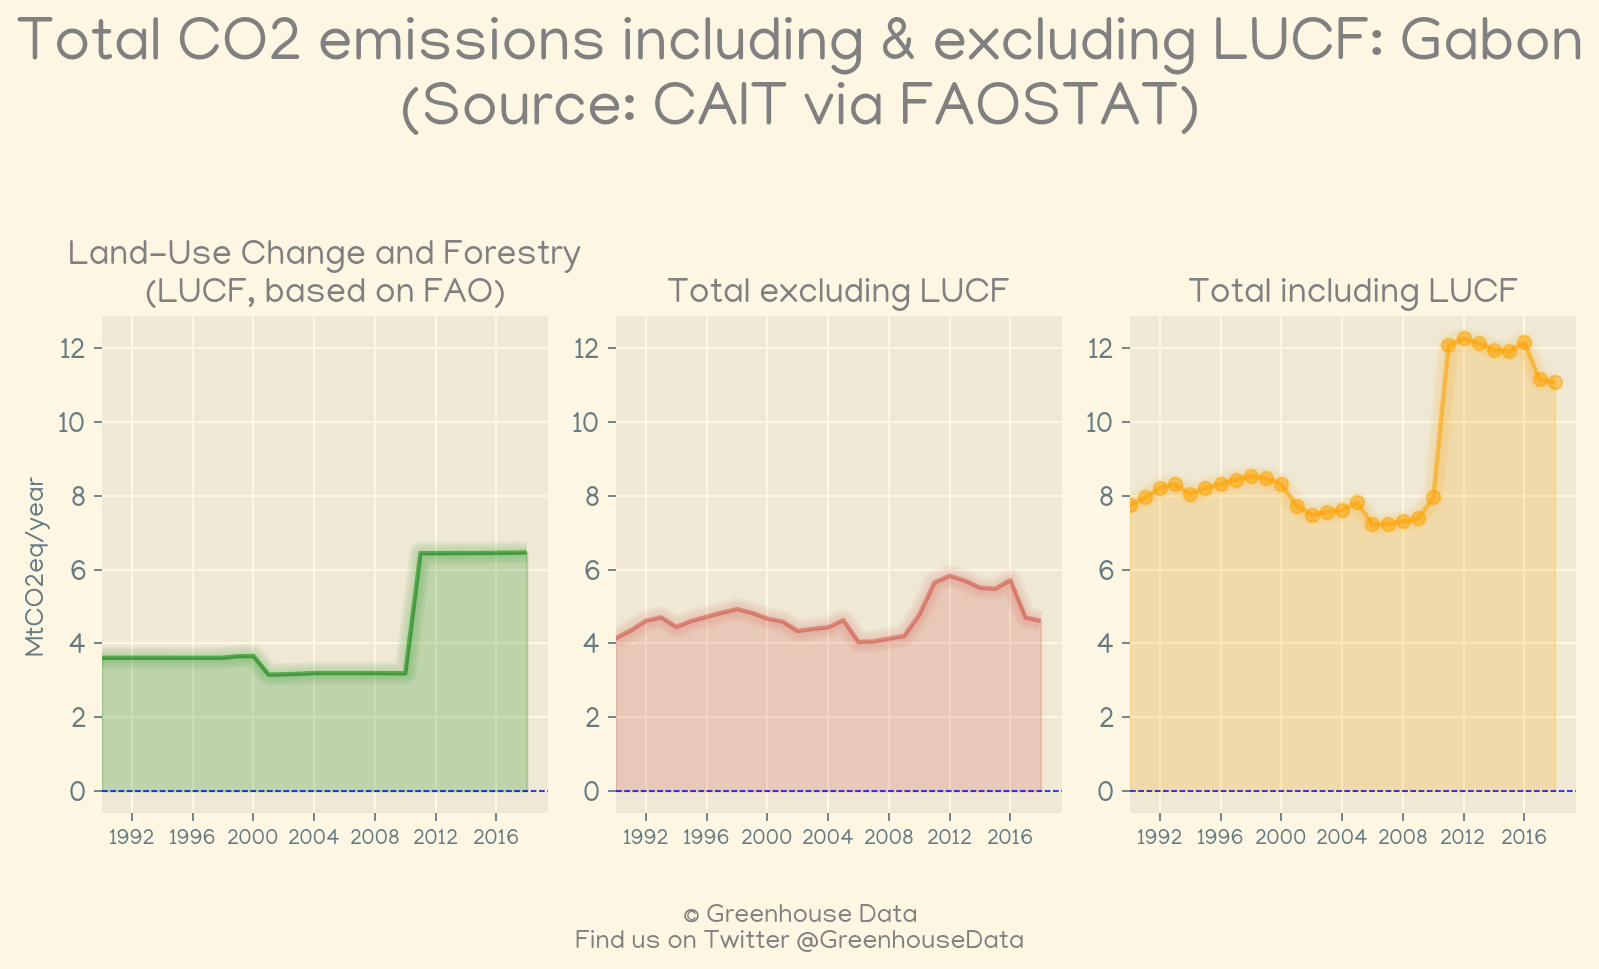 Total CO2 emissions including & excluding LUCF: Gabon
(Source: CAIT via FAOSTAT)
Land-Use Change and Forestry
(LUCF, based on FAO)
Total excluding LUCF
Total including LUCF
MtCO2eq/year
12
10
8
6
4
2
0
1992 1996 2000 2004 2008 2012 2016
12
10
8
6
4
2
0
1992 1996 2000 2004 2008 2012 2016
12
10
8
6
4
2
0
1992 1996 2000 2004 2008 2012 2016
© Greenhouse Data
Find us on Twitter @GreenhouseData